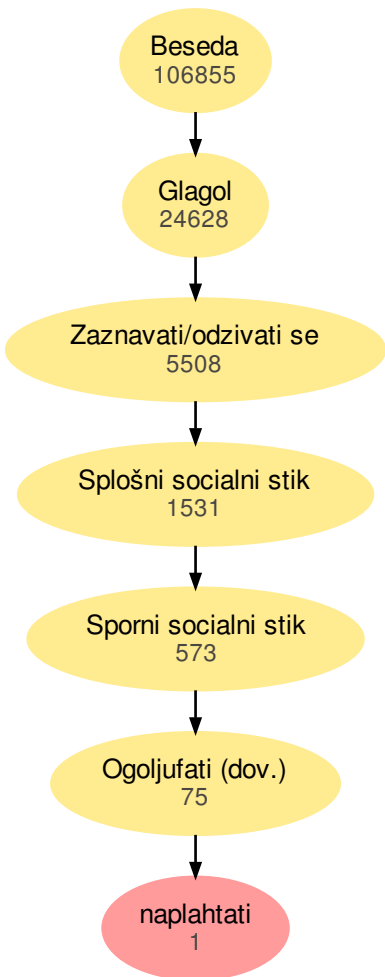 Beseda
106855
Glagol
24628
Zaznavati/odzivati se
5508
Splošni socialni stik
1531
Sporni socialni stik
573
Ogoljufati (dov.)
75
naplahtati
1